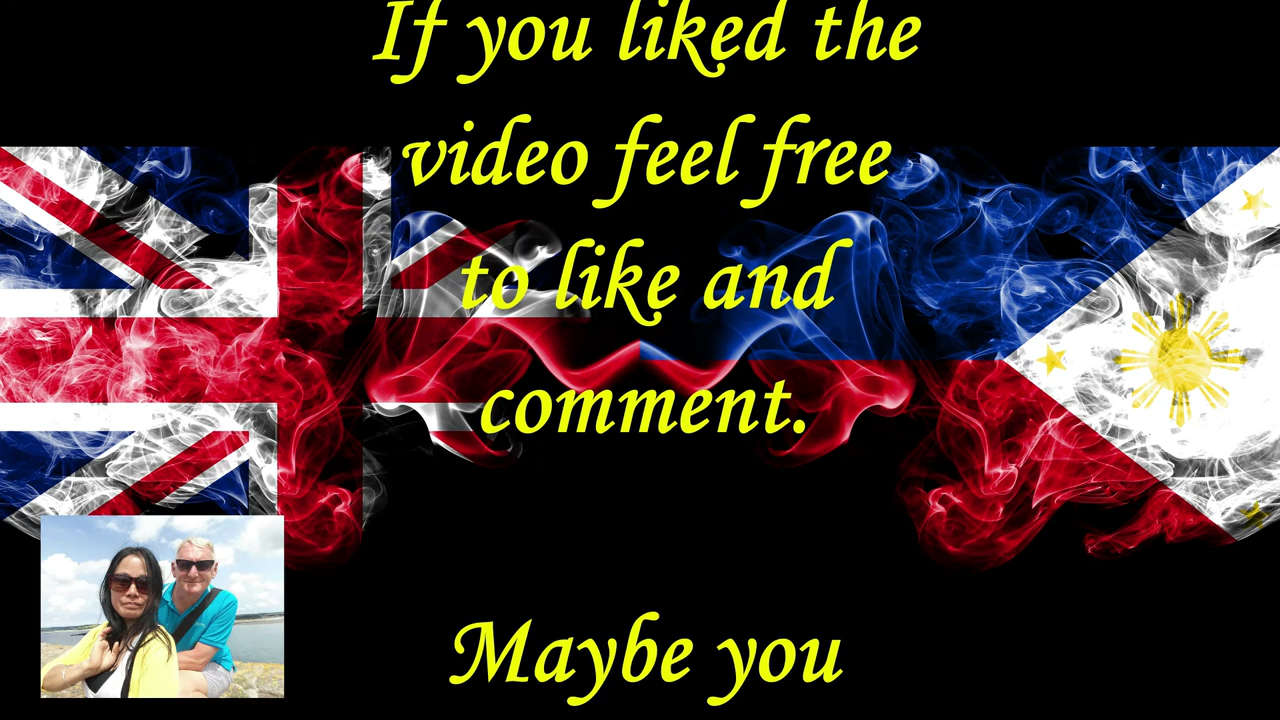 If you liked the
video feel free
to like and
comment.
Maybe you